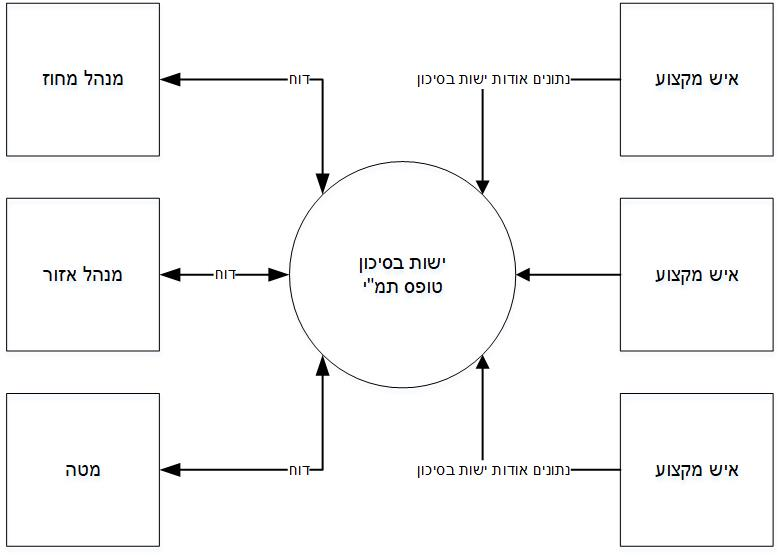 איש מקצוע
נתונים אודות ישות בסיכון
דוח
מנהל מחוז
איש מקצוע
ישות בסיכון
טופס תמ"י
דוח
מנהל אזור
איש מקצוע
נתונים אודות ישות בסיכון
דוח
מטה